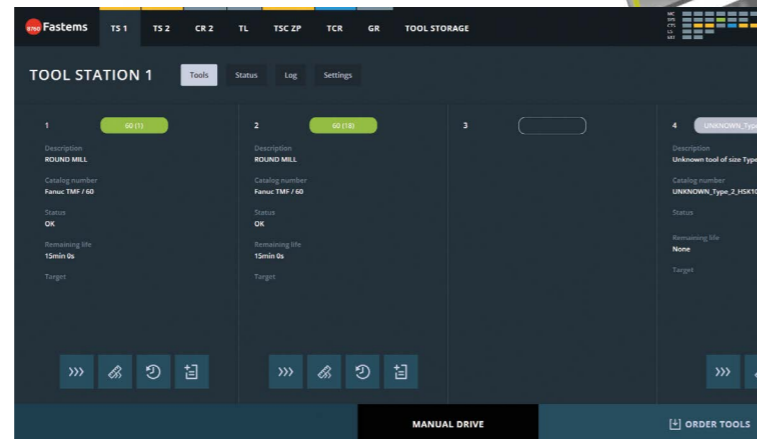 8760 Fastems TS 1 TS 2 CR 2 TL TSC ZP TCR GR TOOL STORAGE
TOOL STATION 1 Tools Status Log Settings
1 60 (1)
Description
ROUND MILL
Catalog number
Fanuc TMF / 60
Status
OK
Remaining life
15min 0s
Target
2 60 (18)
Description
ROUND MILL
Catalog number
Fanuc TMF / 60
Status
OK
Remaining life
15min 0s
Target
3
4 UNKNOWN_Type
Description
Unknown tool of size Type
Catalog number
UNKNOWN_Type_2_HSK10
Status
Remaining life
None
Target
MANUAL DRIVE
ORDER TOOLS